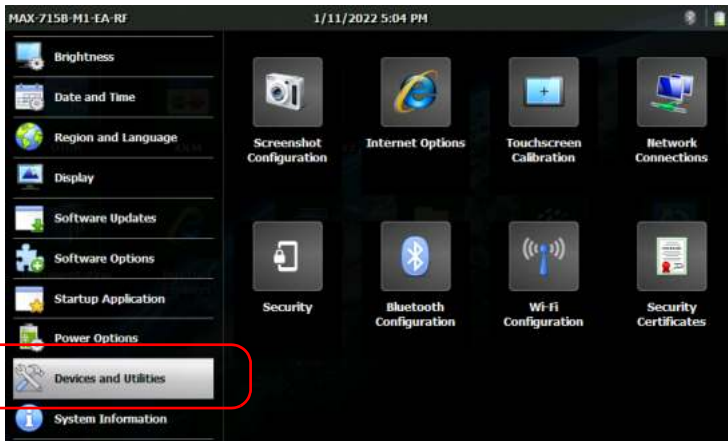 MAX-715B-M1-EA-RF
1/11/2022 5:04 PM
Brightness
Date and Time
Region and Language
Display
Software Updates
Software Options
Startup Application
Power Options
Devices and Utilities
System Information
Screenshot
Configuration
Internet Options
Touchscreen
Calibration
Network
Connections
Security
Bluetooth
Configuration
Wi-Fi
Configuration
Security
Certificates